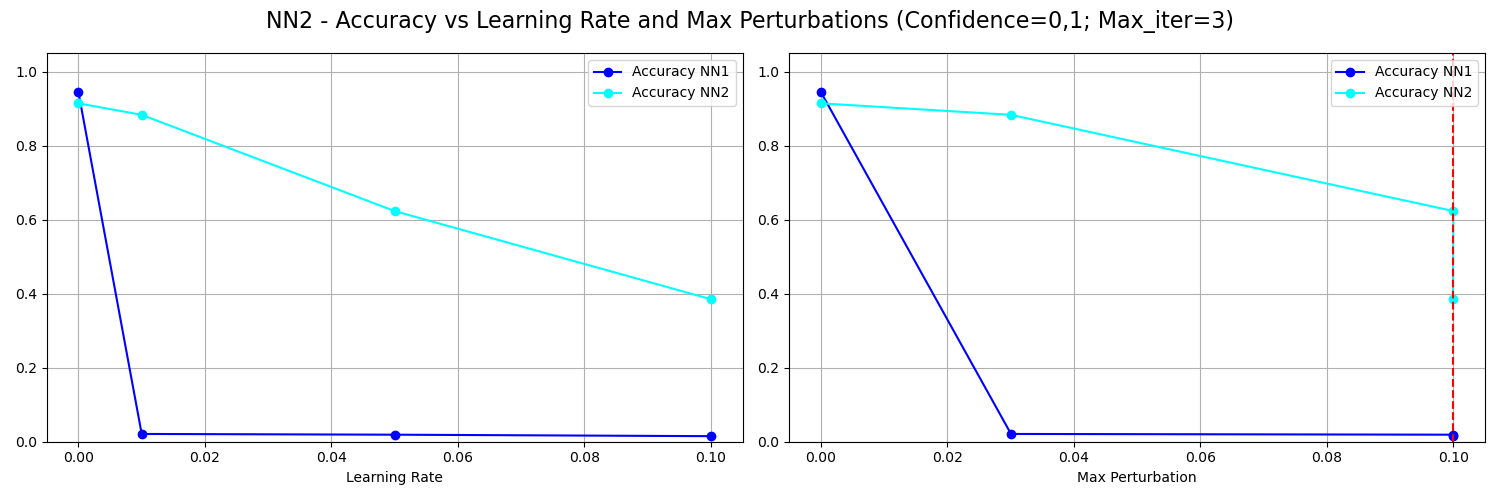 NN2 - Accuracy vs Learning Rate and Max Perturbations (Confidence=0,1; Max_iter=3)
Accuracy NN1
Accuracy NN2
1.0
0.8
0.6
0.4
0.2
0.0
0.00 0.02 0.04 0.06 0.08 0.10
Learning Rate
Accuracy NN1
Accuracy NN2
1.0
0.8
0.6
0.4
0.2
0.0
0.00 0.02 0.04 0.06 0.08 0.10
Max Perturbation